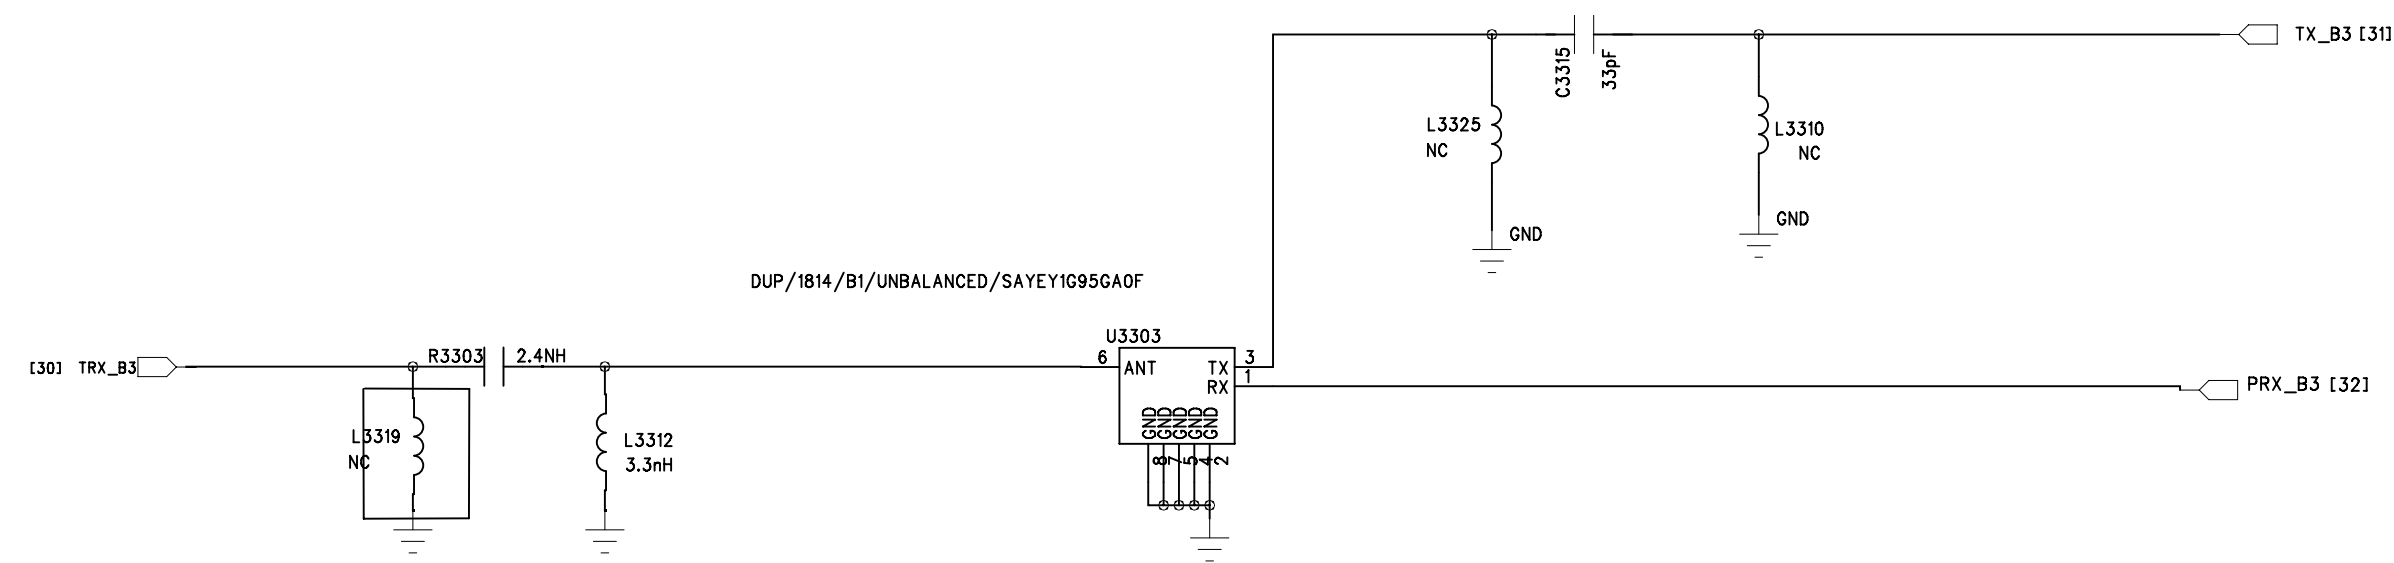 TX_B3 [31]
C3315
33pF
L3325
NC
L3310
NC
GND
GND
DUP/1814/B1/UNBALANCED/SAYEY1G95GA0F
U3303
[30] TRX_B3
R3303
2.4NH
6
ANT
TX
3
RX
1
PRX_B3 [32]
GND
GND
GND
GND
GND
L3319
NC
L3312
3.3nH
8
7
5
4
2